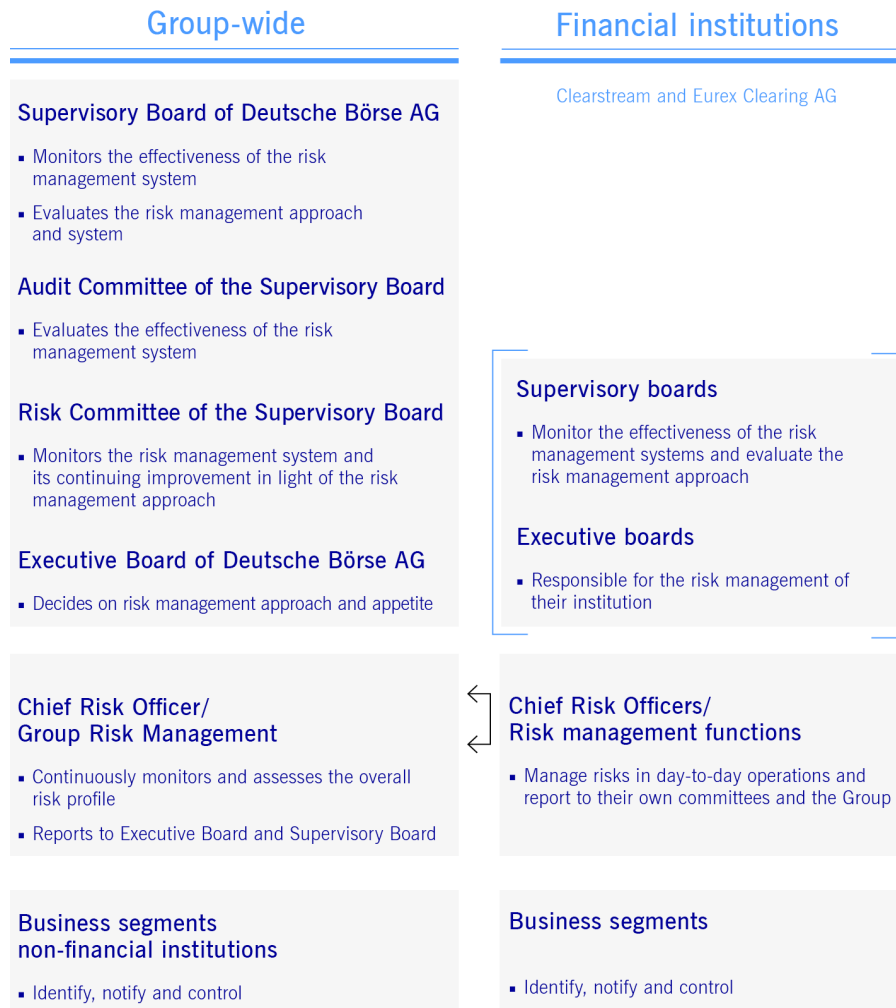 Group-wide
Supervisory Board of Deutsche Börse AG
▪ Monitors the effectiveness of the risk
management system
▪ Evaluates the risk management approach
and system
Audit Committee of the Supervisory Board
▪ Evaluates the effectiveness of the risk
management system
Risk Committee of the Supervisory Board
▪ Monitors the risk management system and
its continuing improvement in light of the risk
management approach
Executive Board of Deutsche Börse AG
▪ Decides on risk management approach and appetite
Chief Risk Officer/
Group Risk Management
▪ Continuously monitors and assesses the overall
risk profile
▪ Reports to Executive Board and Supervisory Board
Business segments
non-financial institutions
▪ Identify, notify and control
Financial institutions
Clearstream and Eurex Clearing AG
Supervisory boards
▪ Monitor the effectiveness of the risk
management systems and evaluate the
risk management approach
Executive boards
▪ Responsible for the risk management of
their institution
Chief Risk Officers/
Risk management functions
▪ Manage risks in day-to-day operations and
report to their own committees and the Group
Business segments
▪ Identify, notify and control